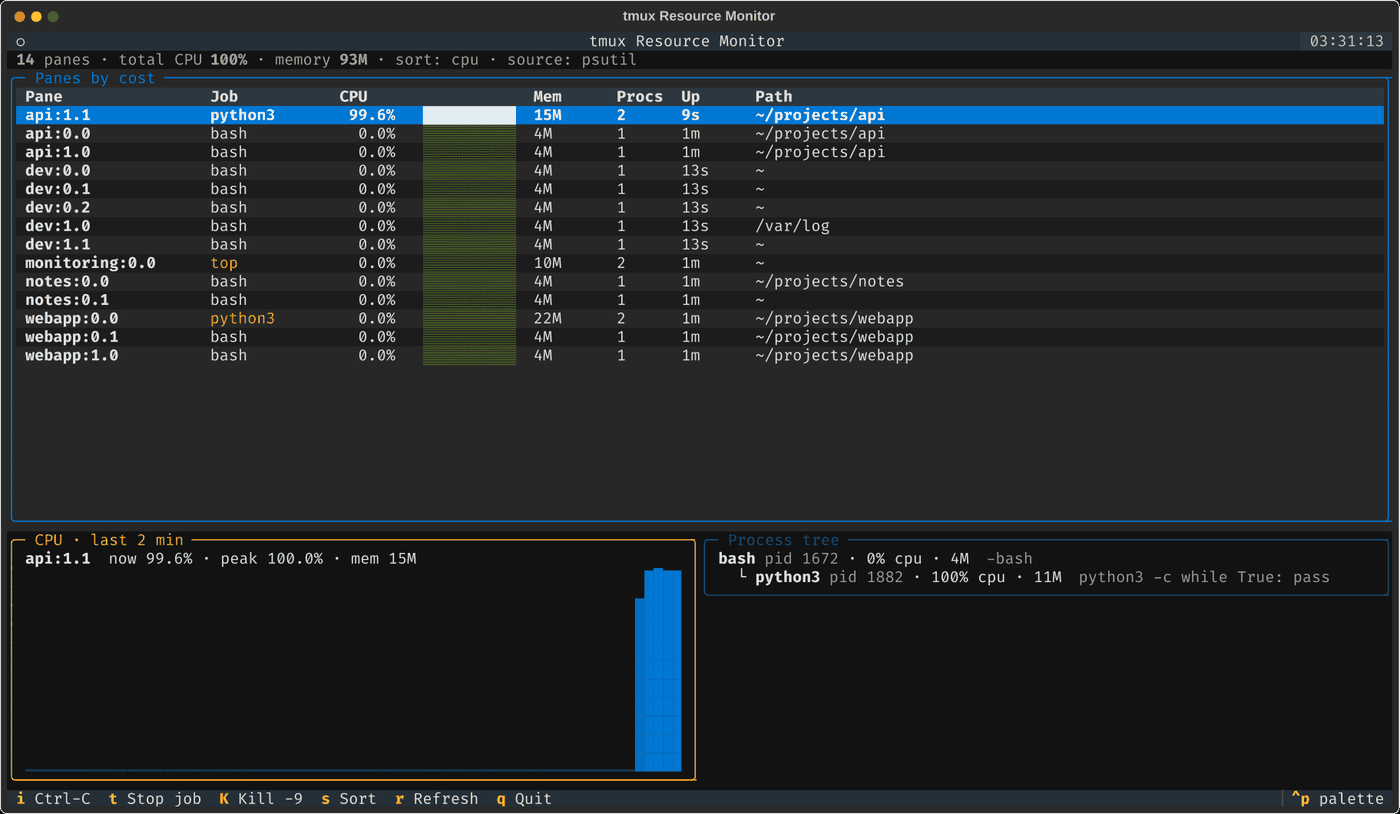 tmux Resource Monitor
○ tmux Resource Monitor 03:31:13
14 panes · total CPU 100% · memory 93M · sort: cpu · source: psutil
Panes by cost
Pane Job CPU Mem Procs Up Path
api:1.1 python3 99.6% 15M 2 9s ~/projects/api
api:0.0 bash 0.0% 4M 1 1m ~/projects/api
api:1.0 bash 0.0% 4M 1 1m ~/projects/api
dev:0.0 bash 0.0% 4M 1 13s ~
dev:0.1 bash 0.0% 4M 1 13s ~
dev:0.2 bash 0.0% 4M 1 13s ~
dev:1.0 bash 0.0% 4M 1 13s /var/log
dev:1.1 bash 0.0% 4M 1 13s ~
monitoring:0.0 top 0.0% 10M 2 1m ~
notes:0.0 bash 0.0% 4M 1 1m ~/projects/notes
notes:0.1 bash 0.0% 4M 1 1m ~
webapp:0.0 python3 0.0% 22M 2 1m ~/projects/webapp
webapp:0.1 bash 0.0% 4M 1 1m ~/projects/webapp
webapp:1.0 bash 0.0% 4M 1 1m ~/projects/webapp
CPU · last 2 min
api:1.1 now 99.6% · peak 100.0% · mem 15M
Process tree
bash pid 1672 · 0% cpu · 4M -bash
└ python3 pid 1882 · 100% cpu · 11M python3 -c while True: pass
i Ctrl-C t Stop job K Kill -9 s Sort r Refresh q Quit ^p palette